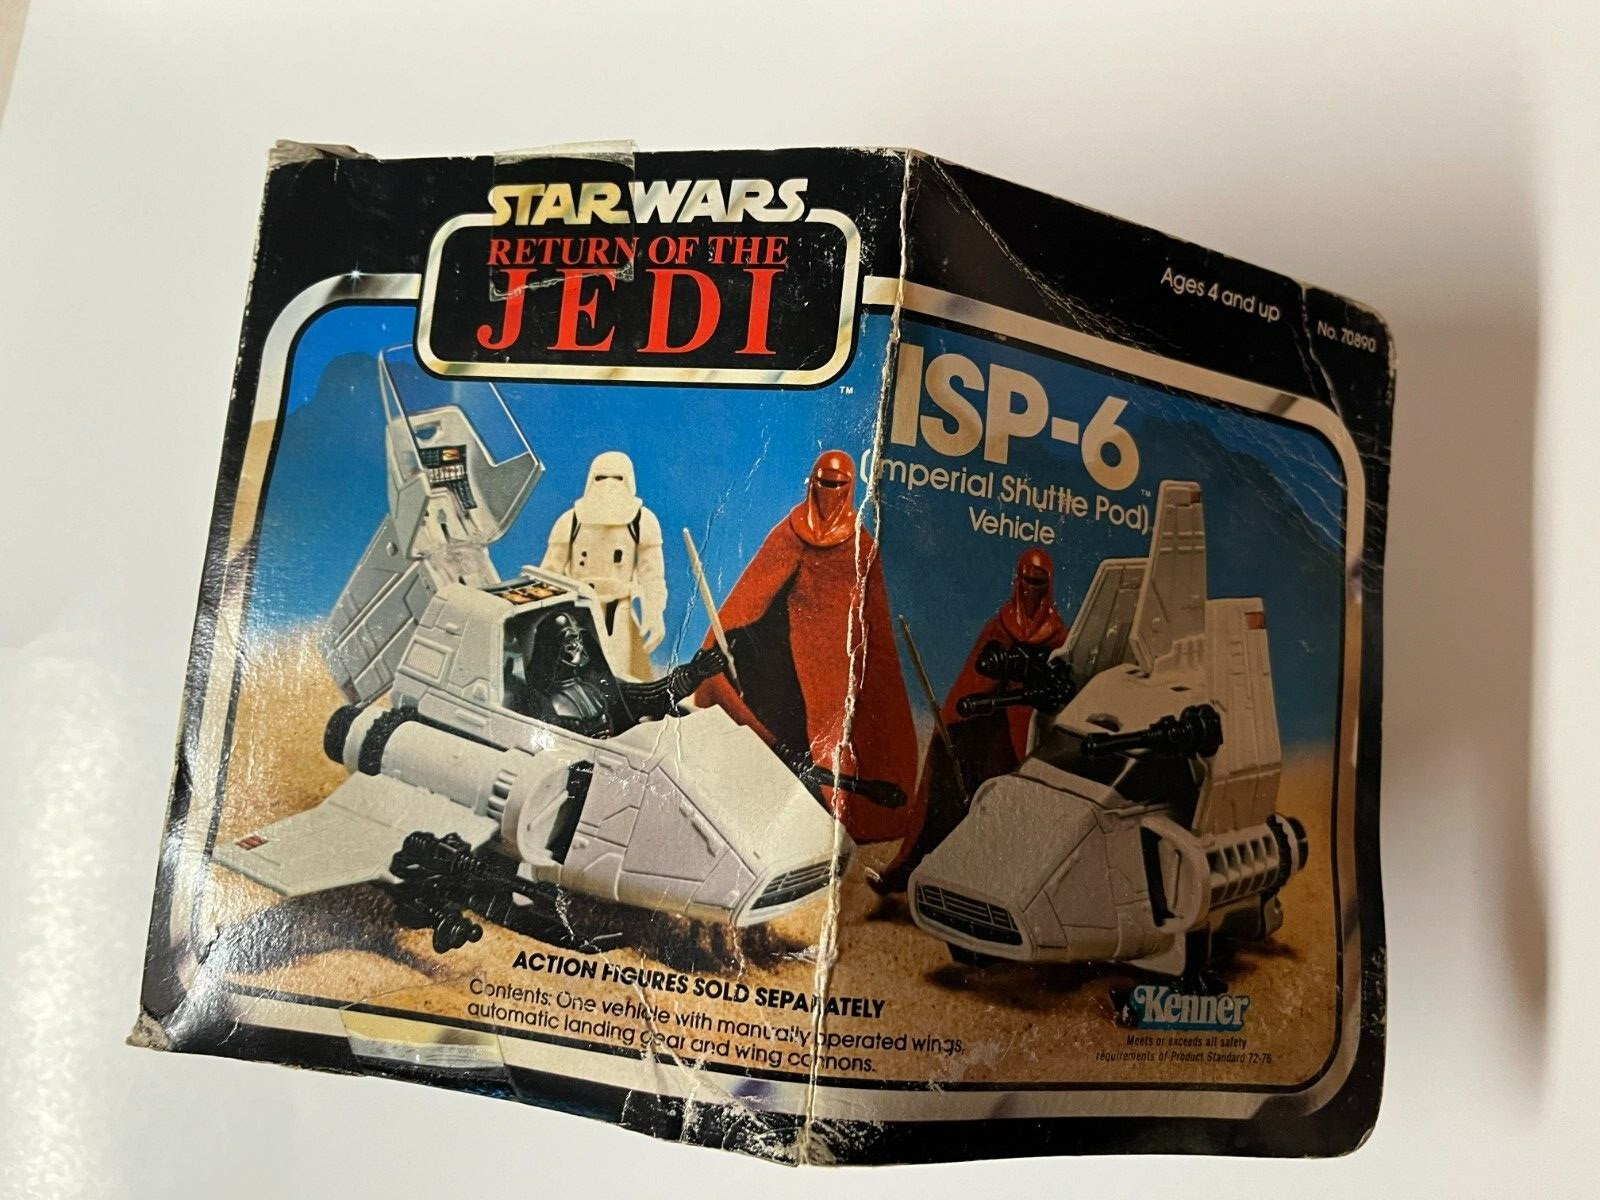 STAR WARS
RETURN OF THE
JEDI
™
Ages 4 and up
No. 70890
ISP-6
(Imperial Shuttle Pod)™
Vehicle
ACTION FIGURES SOLD SEPARATELY
Contents: One vehicle with manually operated wings,
automatic landing gear and wing cannons.
Kenner
Meets or exceeds all safety
requirements of Product Standard 72-76